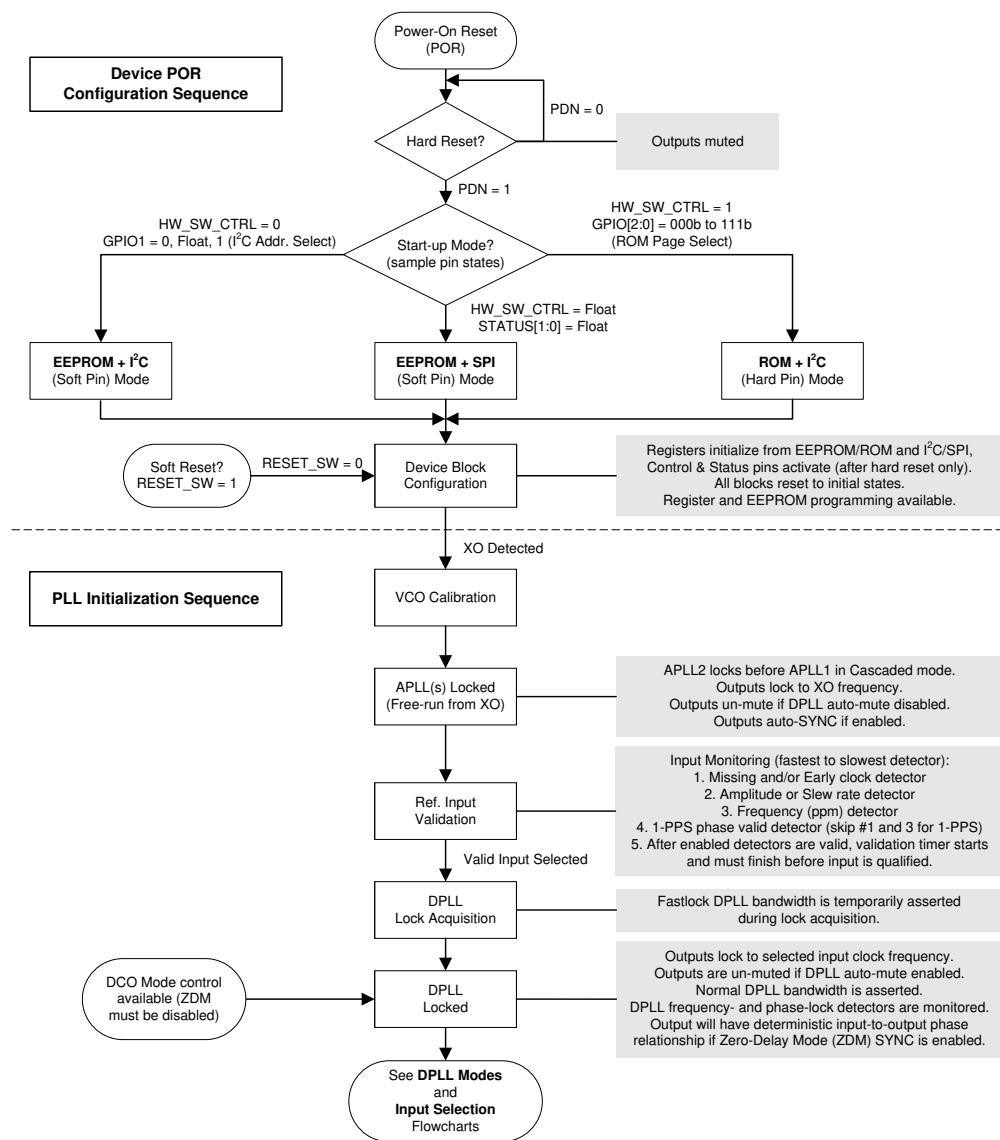 Power-On Reset
(POR)
Device POR
Configuration Sequence
PDN = 0
Hard Reset?
Outputs muted
PDN = 1
HW_SW_CTRL = 0
GPIO1 = 0, Float, 1 (I²C Addr. Select)
HW_SW_CTRL = 1
GPIO[2:0] = 000b to 111b
(ROM Page Select)
Start-up Mode?
(sample pin states)
HW_SW_CTRL = Float
STATUS[1:0] = Float
EEPROM + I²C
(Soft Pin) Mode
EEPROM + SPI
(Soft Pin) Mode
ROM + I²C
(Hard Pin) Mode
Soft Reset?
RESET_SW = 1
RESET_SW = 0
Device Block
Configuration
Registers initialize from EEPROM/ROM and I²C/SPI,
Control & Status pins activate (after hard reset only).
All blocks reset to initial states.
Register and EEPROM programming available.
XO Detected
PLL Initialization Sequence
VCO Calibration
APLL(s) Locked
(Free-run from XO)
APLL2 locks before APLL1 in Cascaded mode.
Outputs lock to XO frequency.
Outputs un-mute if DPLL auto-mute disabled.
Outputs auto-SYNC if enabled.
Ref. Input
Validation
Input Monitoring (fastest to slowest detector):
1. Missing and/or Early clock detector
2. Amplitude or Slew rate detector
3. Frequency (ppm) detector
4. 1-PPS phase valid detector (skip #1 and 3 for 1-PPS)
5. After enabled detectors are valid, validation timer starts
and must finish before input is qualified.
Valid Input Selected
DPLL
Lock Acquisition
Fastlock DPLL bandwidth is temporarily asserted
during lock acquisition.
DCO Mode control
available (ZDM
must be disabled)
DPLL
Locked
Outputs lock to selected input clock frequency.
Outputs are un-muted if DPLL auto-mute enabled.
Normal DPLL bandwidth is asserted.
DPLL frequency- and phase-lock detectors are monitored.
Output will have deterministic input-to-output phase
relationship if Zero-Delay Mode (ZDM) SYNC is enabled.
See DPLL Modes
and
Input Selection
Flowcharts